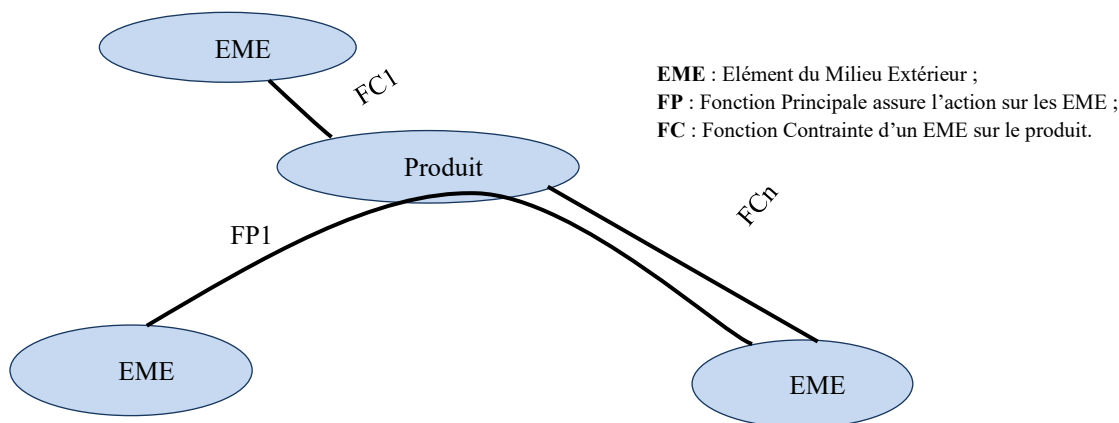 EME
FC1
EME : Elément du Milieu Extérieur ;
FP : Fonction Principale assure l’action sur les EME ;
FC : Fonction Contrainte d’un EME sur le produit.
Produit
FCn
FP1
EME
EME